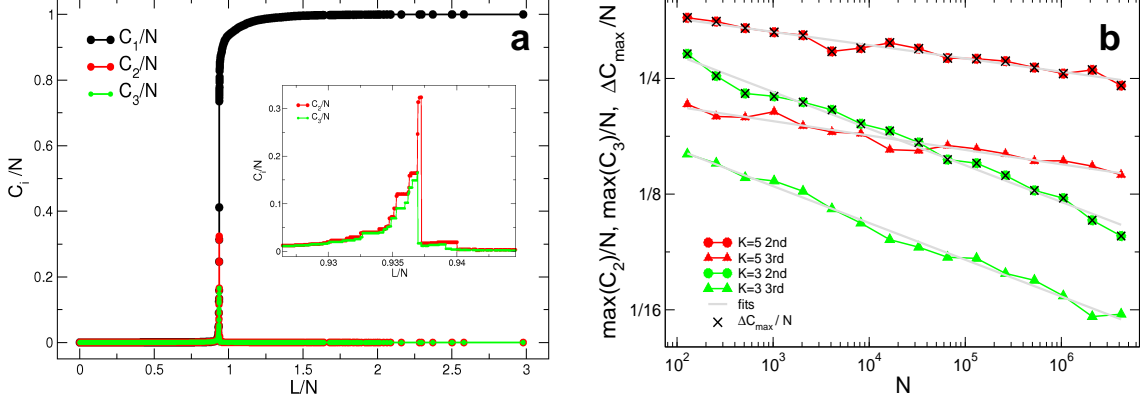 a
C₁/N
C₂/N
C₃/N
Cᵢ/N
1
0.8
0.6
0.4
0.2
0
0 0.5 1 1.5 2 2.5 3
L/N
C₂/N
C₃/N
Cᵢ/N
0.3
0.2
0.1
0
0.93 0.935 0.94
L/N
b
max(C₂)/N, max(C₃)/N, ΔCₘₐₓ/N
1/4
1/8
1/16
K=5 2nd
K=5 3rd
K=3 2nd
K=3 3rd
fits
ΔCₘₐₓ/ N
10² 10³ 10⁴ 10⁵ 10⁶
N